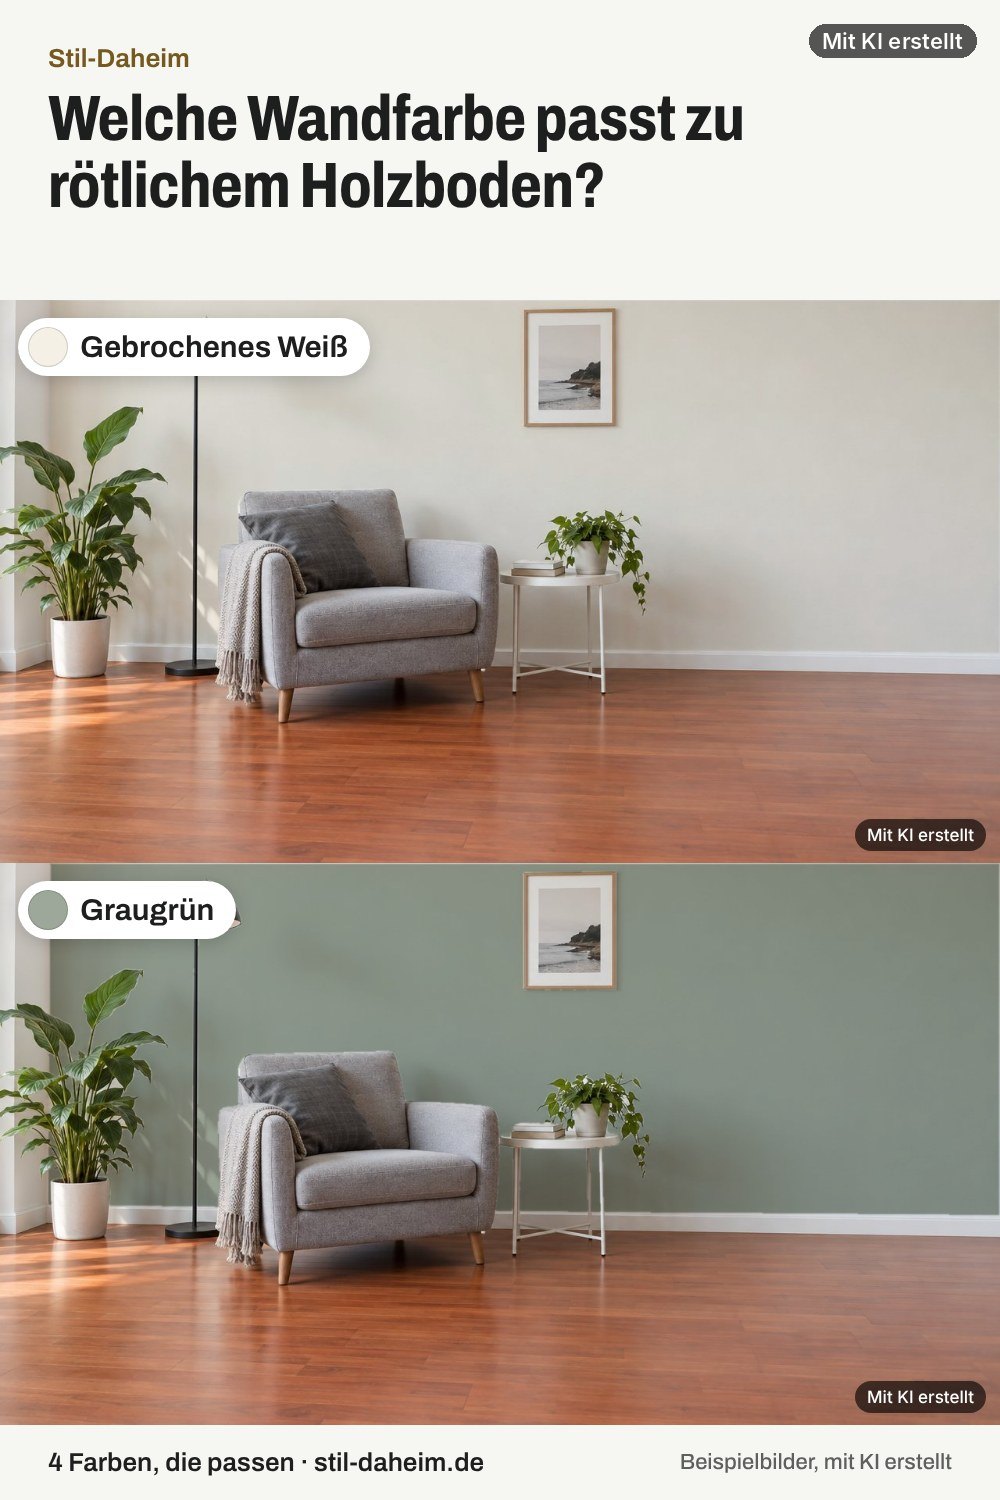 Stil-Daheim
Mit KI erstellt
Welche Wandfarbe passt zu
rötlichem Holzboden?
Gebrochenes Weiß
Mit KI erstellt
Graugrün
Mit KI erstellt
4 Farben, die passen · stil-daheim.de
Beispielbilder, mit KI erstellt